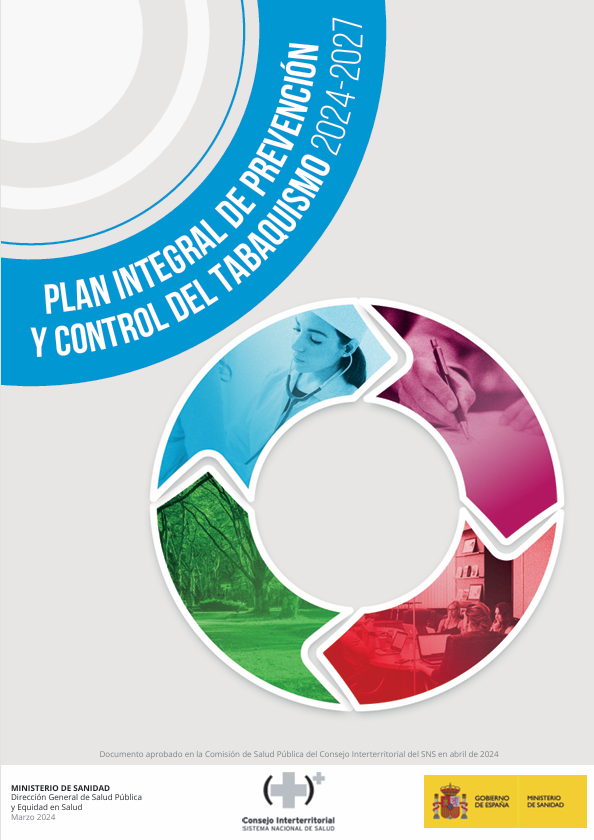 PLAN INTEGRAL DE PREVENCIÓN
Y CONTROL DEL TABAQUISMO 2024-2027
Documento aprobado en la Comisión de Salud Pública del Consejo Interterritorial del SNS en abril de 2024
MINISTERIO DE SANIDAD
Dirección General de Salud Pública
y Equidad en Salud
Marzo 2024
Consejo Interterritorial
SISTEMA NACIONAL DE SALUD
GOBIERNO
DE ESPAÑA
MINISTERIO
DE SANIDAD